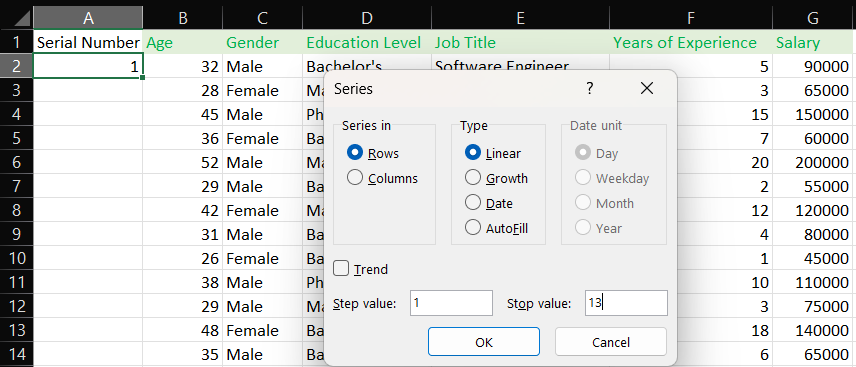 A B C D E F G
1 Serial Number Age Gender Education Level Job Title Years of Experience Salary
2 1 32 Male Bachelor's Software Engineer 5 90000
3 28 Female Ma 3 65000
4 45 Male Ph 15 150000
5 36 Female Ba 7 60000
6 52 Male Ma 20 200000
7 29 Male Ba 2 55000
8 42 Female Ma 12 120000
9 31 Male Ba 4 80000
10 26 Female Ba 1 45000
11 38 Male Ph 10 110000
12 29 Male Ma 3 75000
13 48 Female Ba 18 140000
14 35 Male Ba 6 65000
Series ?
Series in
Rows
Columns
Type
Linear
Growth
Date
AutoFill
Date unit
Day
Weekday
Month
Year
Trend
Step value: 1 Stop value: 13
OK Cancel